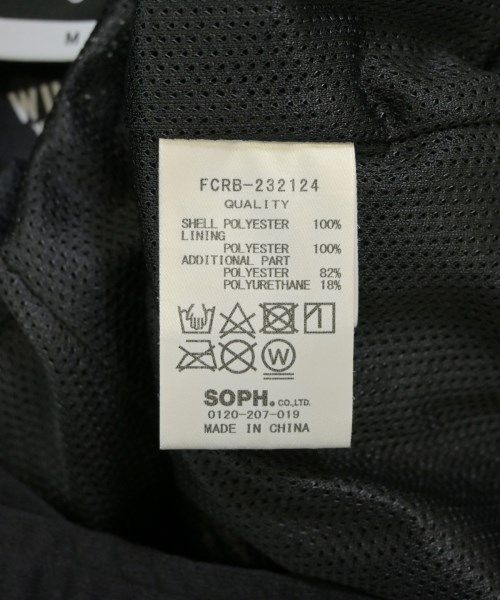 M
WI
FCRB-232124
QUALITY
SHELL POLYESTER 100%
LINING
POLYESTER 100%
ADDITIONAL PART
POLYESTER 82%
POLYURETHANE 18%
W
SOPH. CO.,LTD.
0120-207-019
MADE IN CHINA